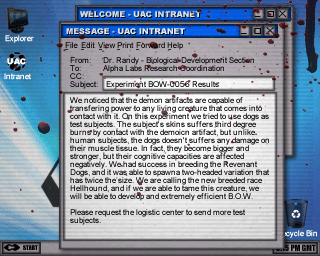 WELCOME - UAC INTRANET
MESSAGE - UAC INTRANET
File Edit View Print Forward Help
From: Dr. Randy - Biological Development Section
To: Alpha Labs Research Coordination
CC:
Subject: Experiment BOW-0056 Results
We noticed that the demon artifacts are capable of
transfering power to any living creature that comes into
contact with it. On this experiment we tried to use dogs as
test subjects. The subject's skins suffer third degree
burns by contact with the demoicn artifact, but unlike
human subjects, the dogs doesn't suffers any damage on
their muscle tissue. In fact, they become bigger and
stronger, but their cognitive capacities are affected
negatively. We had success in breeding the Revenant
Dogs, and it was able to spawn a two-headed variation that
has twice the size. We are calling the new breeded race
Hellhound, and if we are able to tame this creature, we
will be able to develop and extremely efficient B.O.W.
Please request the logistic center to send more test
subjects.
Explorer
UAC
Intranet
cycle Bin
START
PM GMT